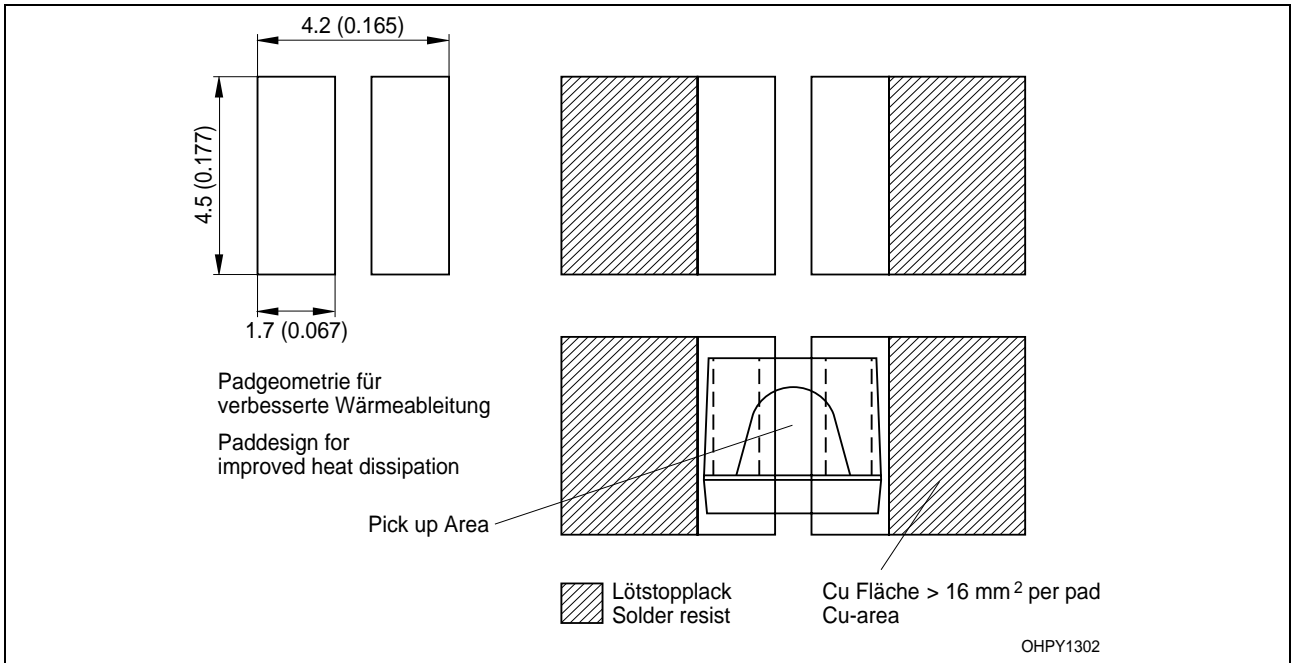 4.2 (0.165)
4.5 (0.177)
1.7 (0.067)
Padgeometrie für
verbesserte Wärmeableitung
Paddesign for
improved heat dissipation
Pick up Area
Lötstopplack
Solder resist
Cu Fläche > 16 mm² per pad
Cu-area
OHPY1302